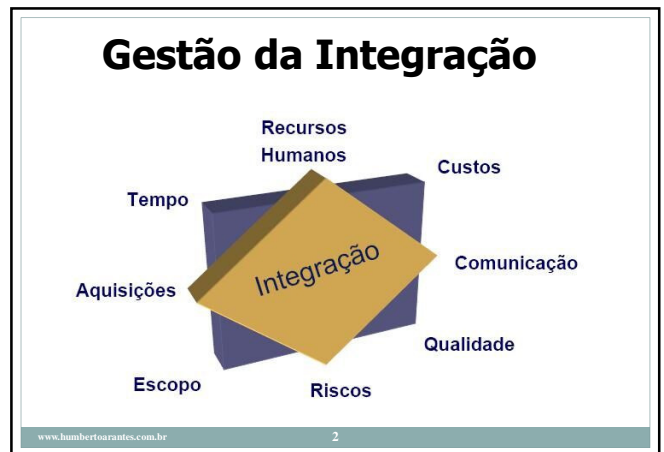 Gestão da Integração
Recursos
Humanos
Custos
Tempo
Integração
Comunicação
Aquisições
Qualidade
Escopo
Riscos
www.humbertoarantes.com.br
2